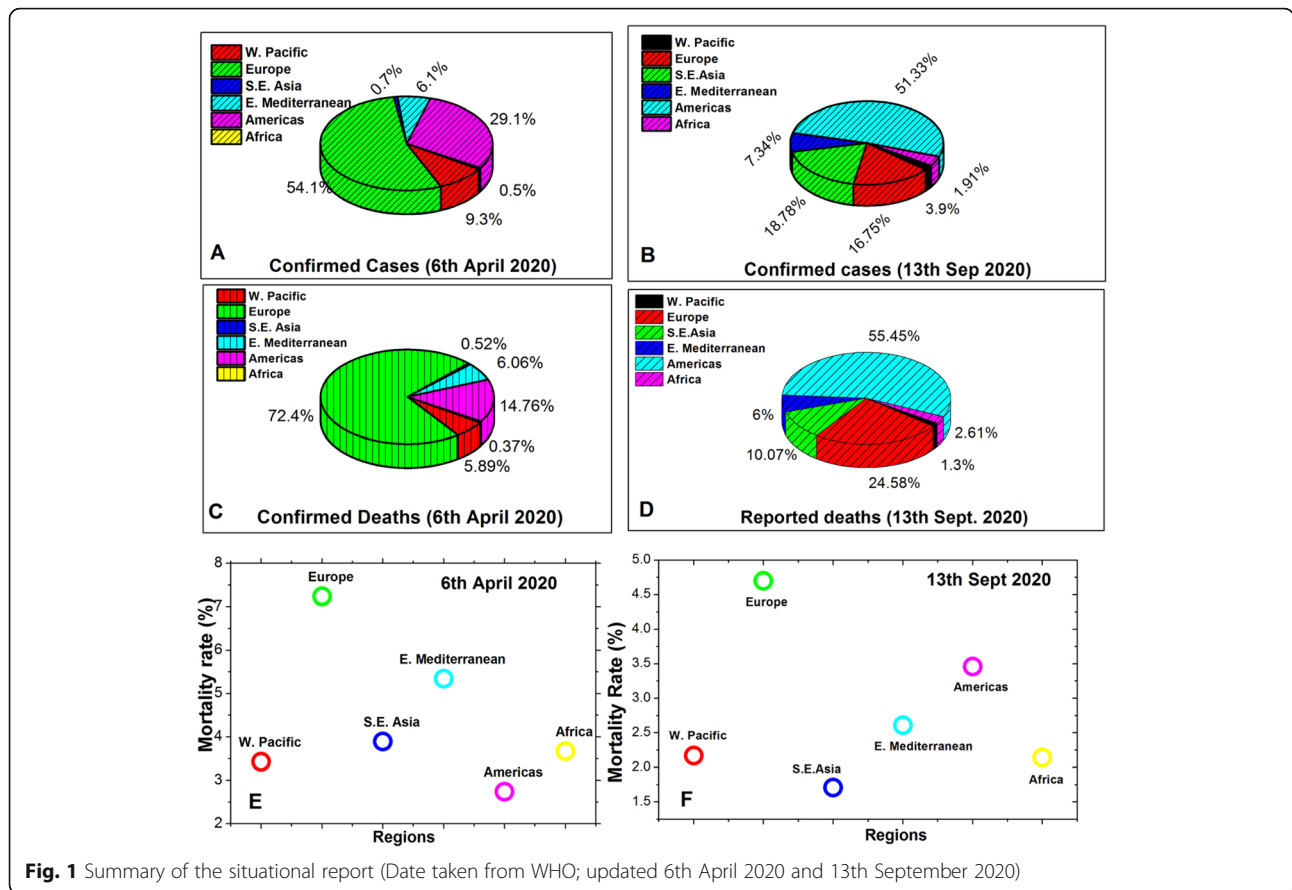 W. Pacific
Europe
S.E. Asia
E. Mediterranean
Americas
Africa
0.7%
6.1%
29.1%
0.5%
9.3%
54.1%
A
Confirmed Cases (6th April 2020)
W. Pacific
Europe
S.E.Asia
E. Mediterranean
Americas
Africa
51.33%
7.34%
18.78%
16.75%
3.9%
1.91%
B
Confirmed cases (13th Sep 2020)
W. Pacific
Europe
S.E. Asia
E. Mediterranean
Americas
Africa
0.52%
6.06%
14.76%
0.37%
5.89%
72.4%
C
Confirmed Deaths (6th April 2020)
W. Pacific
Europe
S.E.Asia
E. Mediterranean
Americas
Africa
55.45%
6%
10.07%
24.58%
1.3%
2.61%
D
Reported deaths (13th Sept. 2020)
8
7
6
5
4
3
2
Mortality rate (%)
6th April 2020
Europe
E. Mediterranean
S.E. Asia
W. Pacific
Africa
Americas
E
Regions
5.0
4.5
4.0
3.5
3.0
2.5
2.0
1.5
Mortality Rate (%)
13th Sept 2020
Europe
Americas
W. Pacific
E. Mediterranean
S.E.Asia
Africa
F
Regions
Fig. 1 Summary of the situational report (Date taken from WHO; updated 6th April 2020 and 13th September 2020)